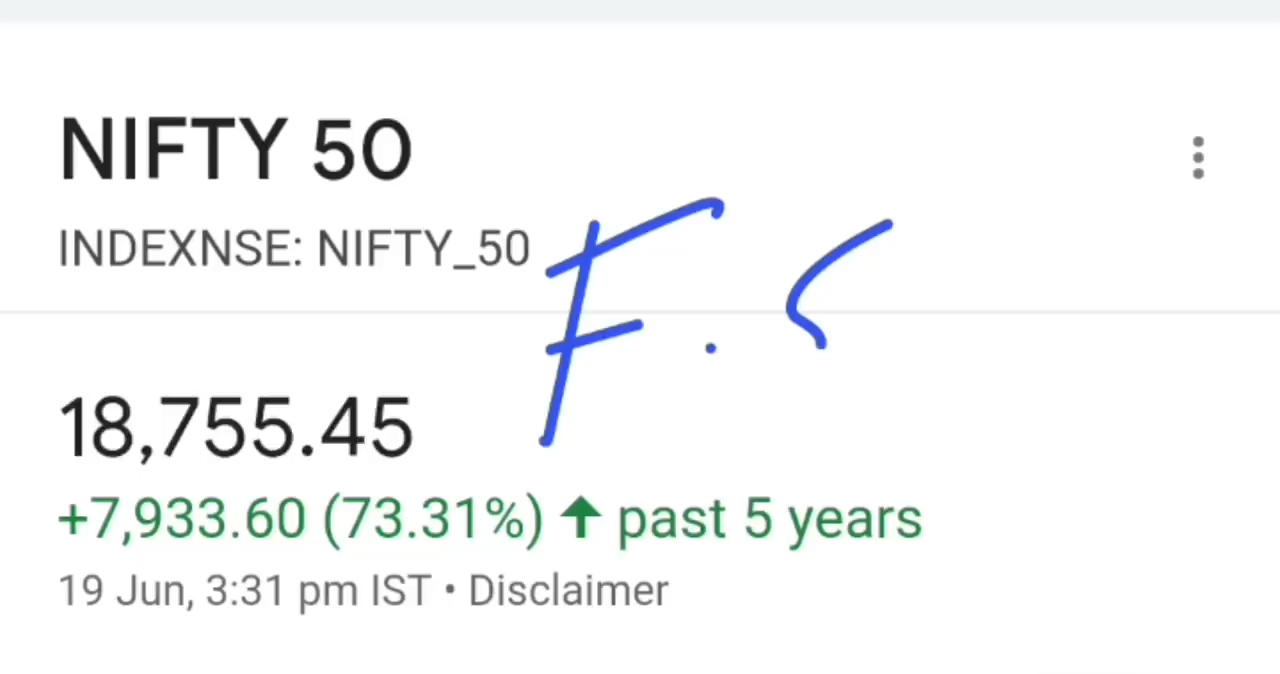 NIFTY 50
INDEXNSE: NIFTY_50
F.
18,755.45
+7,933.60 (73.31%) ↑ past 5 years
19 Jun, 3:31 pm IST • Disclaimer